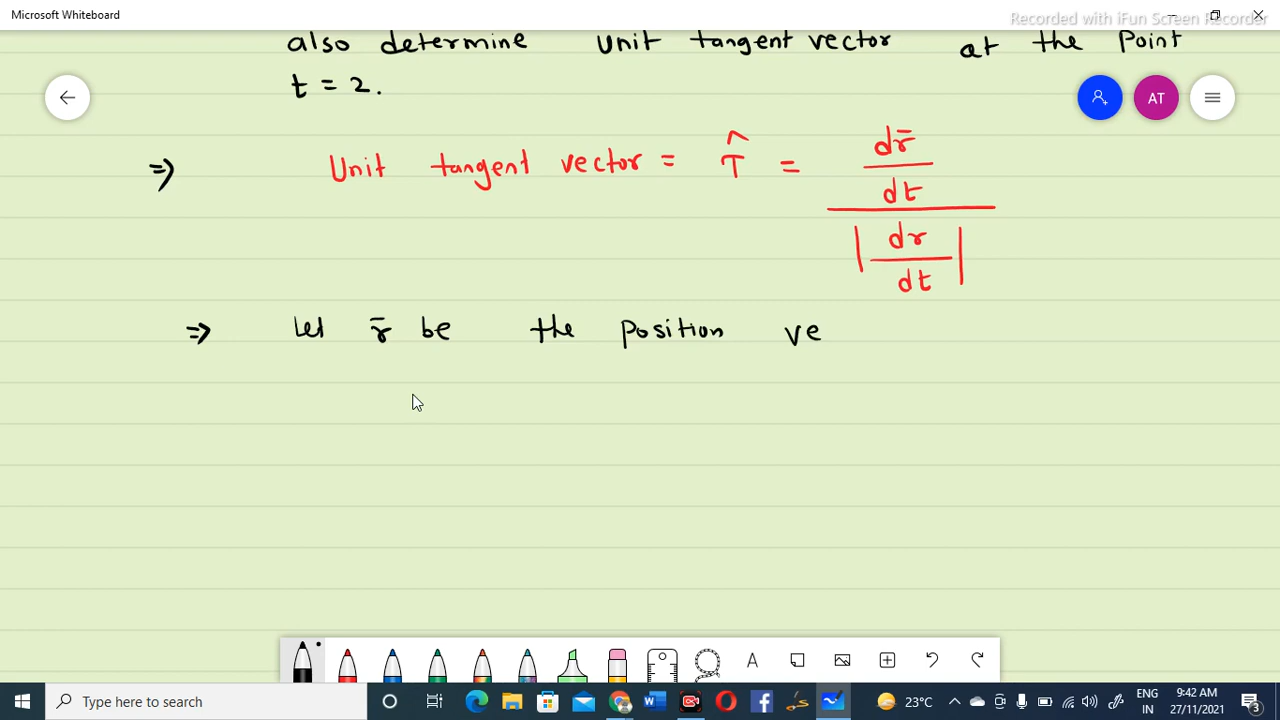 Microsoft Whiteboard
Recorded with iFun Screen Recorder
also determine unit tangent vector at the point
t = 2.
AT
⇒ Unit tangent vector = T̂ = dr̄/dt / |dr/dt|
⇒ Let r̄ be the position ve
A
Type here to search
23°C
ENG
IN
9:42 AM
27/11/2021
3